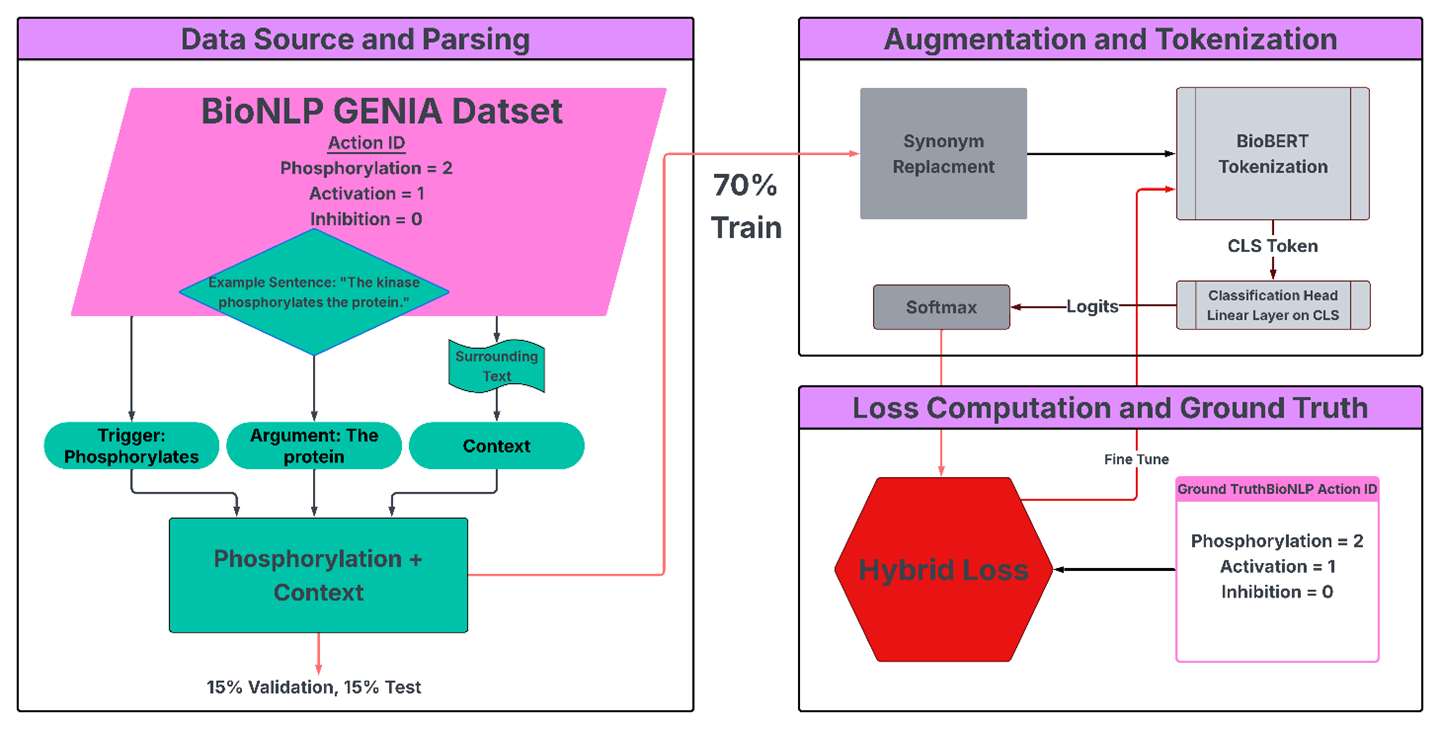 Data Source and Parsing
BioNLP GENIA Datset
Action ID
Phosphorylation = 2
Activation = 1
Inhibition = 0
Example Sentence: "The kinase
phosphorylates the protein."
Surrounding
Text
Trigger:
Phosphorylates
Argument: The
protein
Context
Phosphorylation +
Context
15% Validation, 15% Test
70%
Train
Augmentation and Tokenization
Synonym
Replacment
BioBERT
Tokenization
CLS Token
Classification Head
Linear Layer on CLS
Logits
Softmax
Loss Computation and Ground Truth
Fine Tune
Hybrid Loss
Ground TruthBioNLP Action ID
Phosphorylation = 2
Activation = 1
Inhibition = 0